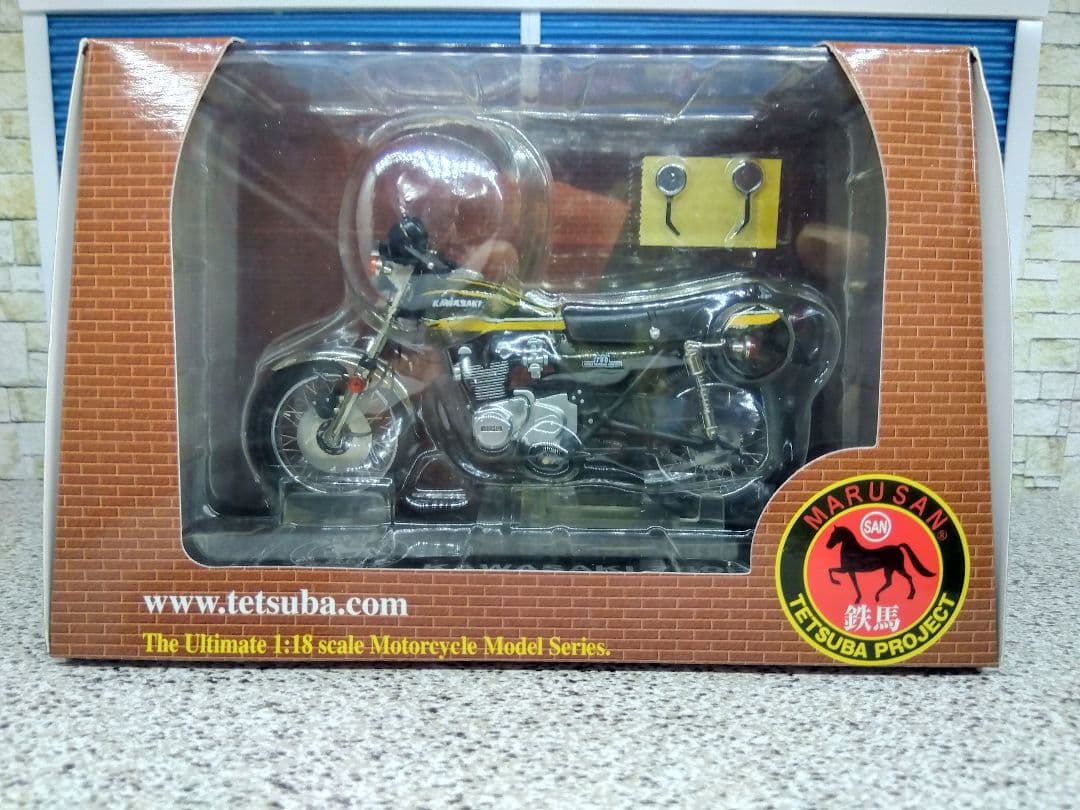 KAWASAKI
www.tetsuba.com
The Ultimate 1:18 scale Motorcycle Model Series.
MARUSAN®
SAN
鉄馬
TETSUBA PROJECT